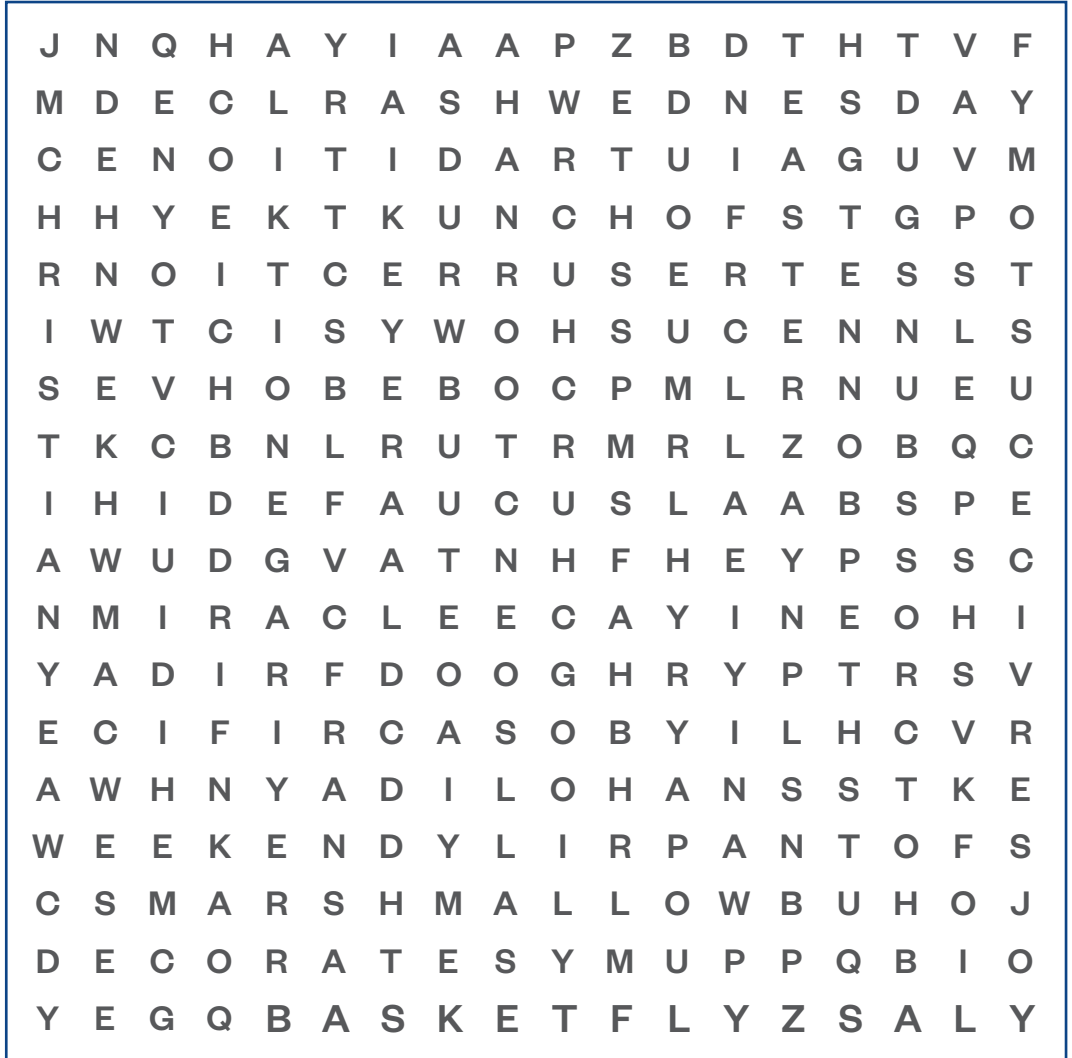 J N Q H A Y I A A P Z B D T H T V F
M D E C L R A S H W E D N E S D A Y
C E N O I T I D A R T U I A G U V M
H H Y E K T K U N C H O F S T G P O
R N O I T C E R R U S E R T E S S T
I W T C I S Y W O H S U C E N N L S
S E V H O B E B O C P M L R N U E U
T K C B N L R U T R M R L Z O B Q C
I H I D E F A U C U S L A A B S P E
A W U D G V A T N H F H E Y P S S C
N M I R A C L E E C A Y I N E O H I
Y A D I R F D O O G H R Y P T R S V
E C I F I R C A S O B Y I L H C V R
A W H N Y A D I L O H A N S S T K E
W E E K E N D Y L I R P A N T O F S
C S M A R S H M A L L O W B U H O J
D E C O R A T E S Y M U P P Q B I O
Y E G Q B A S K E T F L Y Z S A L Y